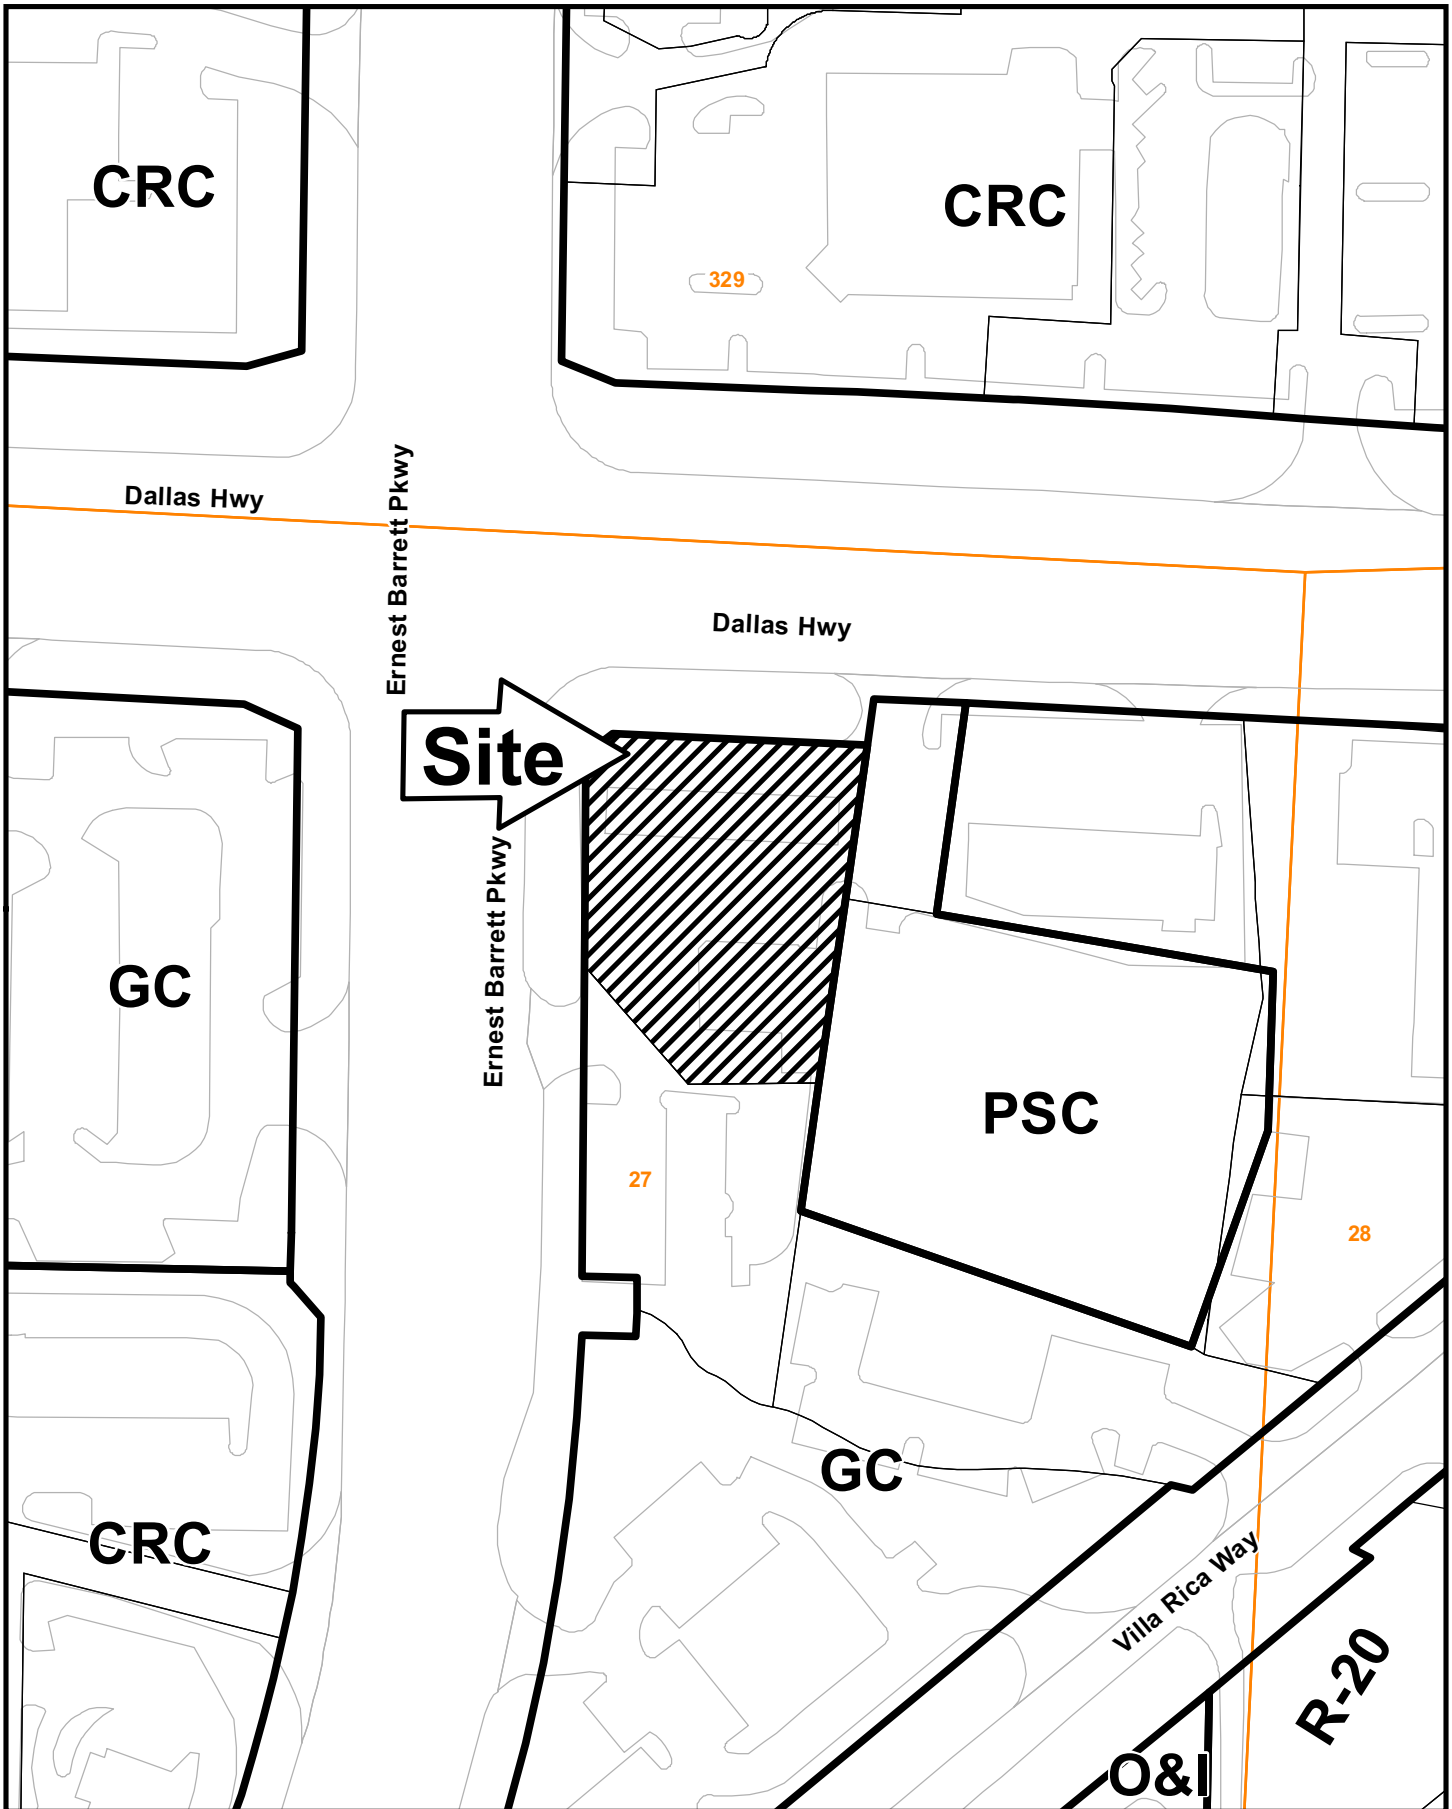 CRC
CRC
329
Dallas Hwy
Ernest Barrett Pkwy
Dallas Hwy
Site
Ernest Barrett Pkwy
GC
PSC
27
28
GC
CRC
Villa Rica Way
R-20
O&I